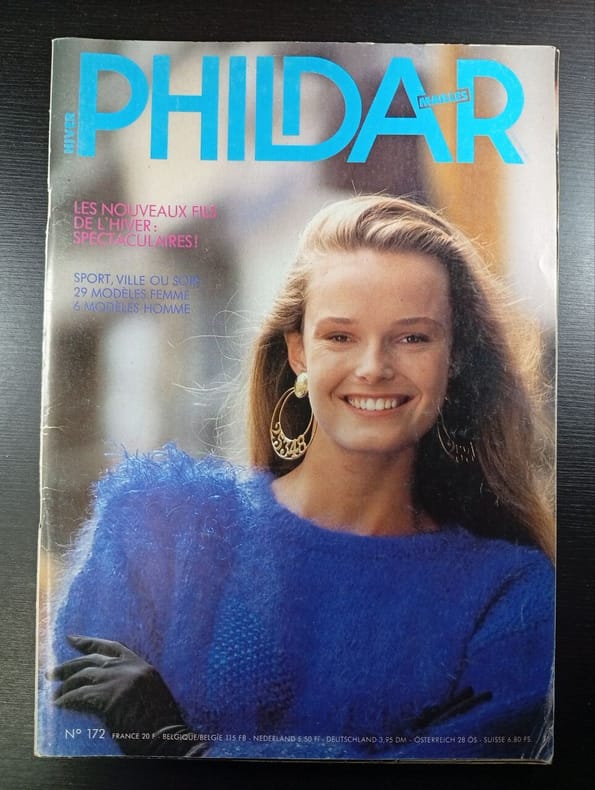 HIVER
PHILDAR
MAILLES
LES NOUVEAUX FILS
DE L'HIVER:
SPECTACULAIRES!
SPORT, VILLE OU SOIR
29 MODÈLES FEMME
6 MODÈLES HOMME
N° 172 FRANCE 20 F - BELGIQUE/BELGIË 115 FB - NEDERLAND 5,50 Fl - DEUTSCHLAND 3,95 DM - ÖSTERREICH 28 ÖS - SUISSE 6.80 FS.